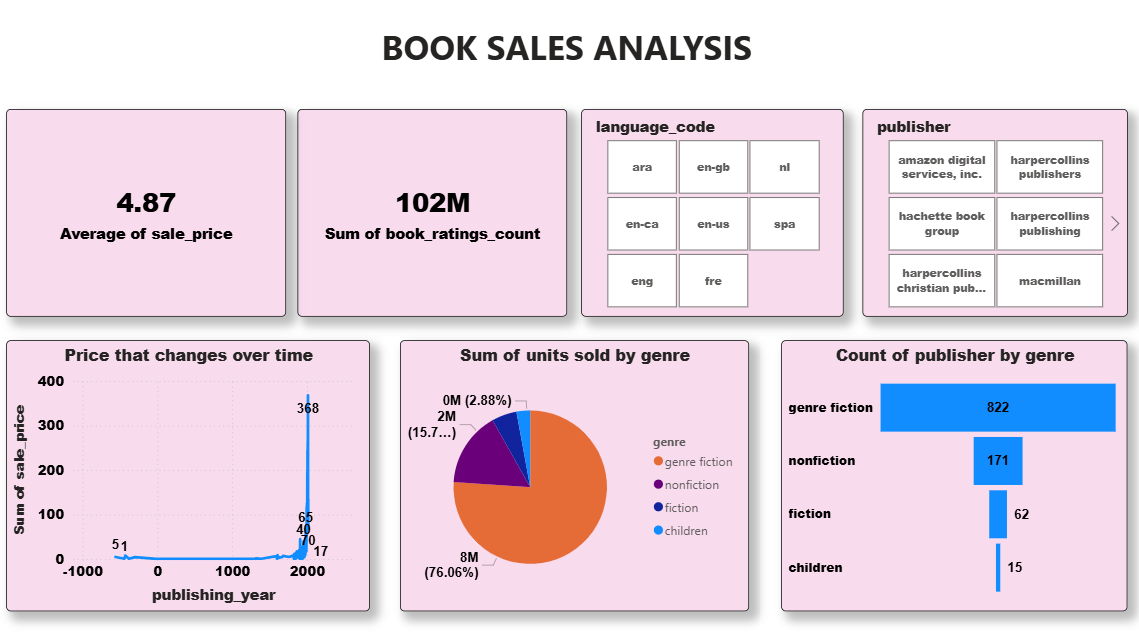 BOOK SALES ANALYSIS
4.87
Average of sale_price
102M
Sum of book_ratings_count
language_code
ara
en-gb
nl
en-ca
en-us
spa
eng
fre
publisher
amazon digital
services, inc.
harpercollins
publishers
hachette book
group
harpercollins
publishing
harpercollins
christian pub...
macmillan
Price that changes over time
Sum of sale_price
400
300
200
100
0
368
65
40
70
17
5
1
-1000
0
1000
2000
publishing_year
Sum of units sold by genre
0M (2.88%)
2M
(15.7...)
8M
(76.06%)
genre
genre fiction
nonfiction
fiction
children
Count of publisher by genre
genre fiction
822
nonfiction
171
fiction
62
children
15